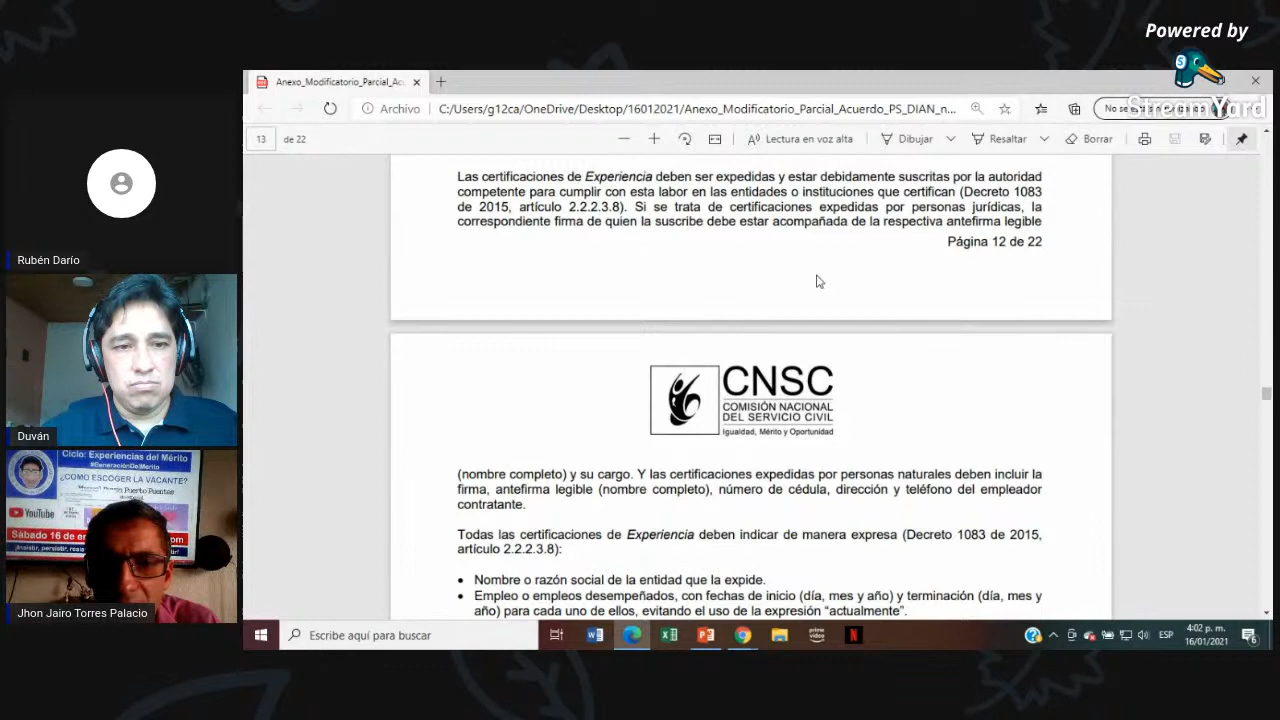 Powered by
StreamYard
Anexo_Modificatorio_Parcial_Ac
Archivo
C:/Users/g12ca/OneDrive/Desktop/16012021/Anexo_Modificatorio_Parcial_Acuerdo_PS_DIAN_n...
13 de 22
Lectura en voz alta
Dibujar
Resaltar
Borrar
Las certificaciones de Experiencia deben ser expedidas y estar debidamente suscritas por la autoridad
competente para cumplir con esta labor en las entidades o instituciones que certifican (Decreto 1083
de 2015, artículo 2.2.2.3.8). Si se trata de certificaciones expedidas por personas jurídicas, la
correspondiente firma de quien la suscribe debe estar acompañada de la respectiva antefirma legible
Página 12 de 22
CNSC
COMISIÓN NACIONAL
DEL SERVICIO CIVIL
Igualdad, Mérito y Oportunidad
(nombre completo) y su cargo. Y las certificaciones expedidas por personas naturales deben incluir la
firma, antefirma legible (nombre completo), número de cédula, dirección y teléfono del empleador
contratante.
Todas las certificaciones de Experiencia deben indicar de manera expresa (Decreto 1083 de 2015,
artículo 2.2.2.3.8):
• Nombre o razón social de la entidad que la expide.
• Empleo o empleos desempeñados, con fechas de inicio (día, mes y año) y terminación (día, mes y
año) para cada uno de ellos, evitando el uso de la expresión “actualmente”.
Rubén Darío
Duván
Ciclo: Experiencias del Mérito
#GeneraciónDelMerito
¿COMO ESCOGER LA VACANTE?
YouTube
Sábado 16 de en
pm
Jhon Jairo Torres Palacio
Escribe aquí para buscar
prime video
N
ESP
4:02 p. m.
16/01/2021
6